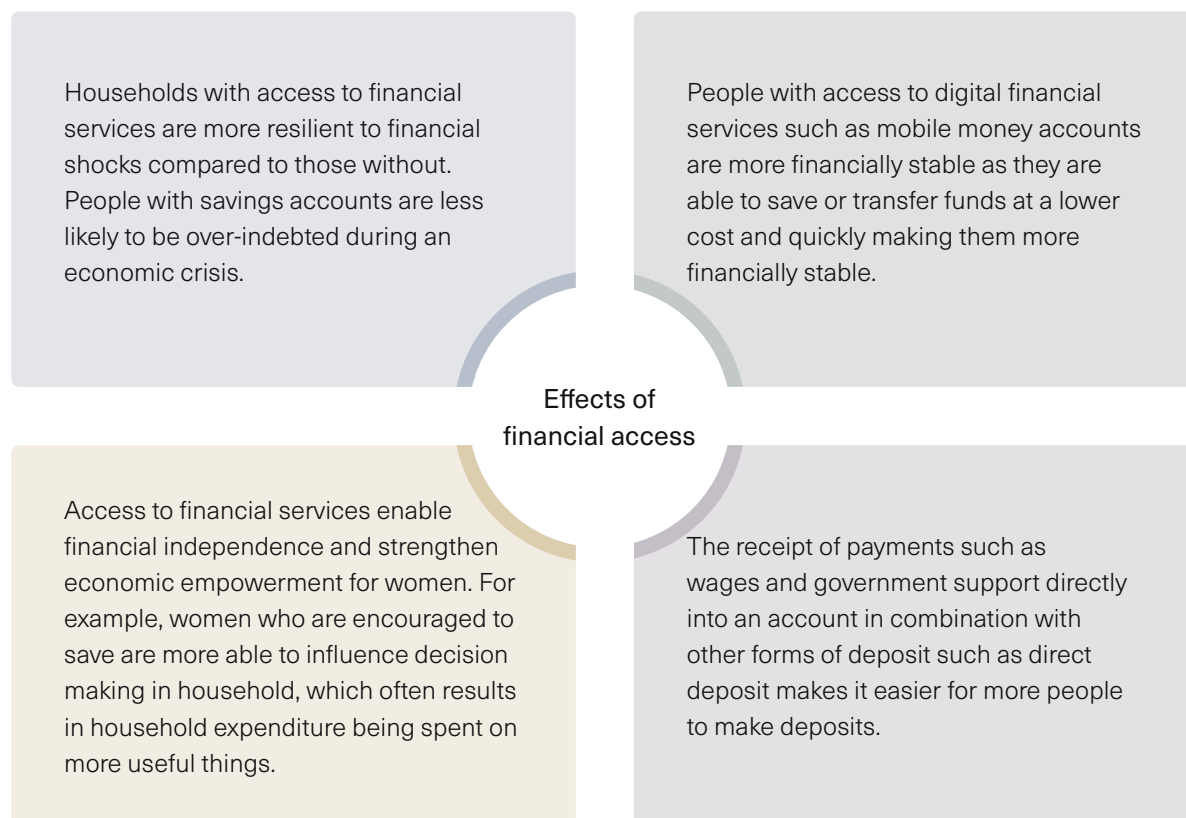 Households with access to financial
services are more resilient to financial
shocks compared to those without.
People with savings accounts are less
likely to be over-indebted during an
economic crisis.
People with access to digital financial
services such as mobile money accounts
are more financially stable as they are
able to save or transfer funds at a lower
cost and quickly making them more
financially stable.
Effects of
financial access
Access to financial services enable
financial independence and strengthen
economic empowerment for women. For
example, women who are encouraged to
save are more able to influence decision
making in household, which often results
in household expenditure being spent on
more useful things.
The receipt of payments such as
wages and government support directly
into an account in combination with
other forms of deposit such as direct
deposit makes it easier for more people
to make deposits.